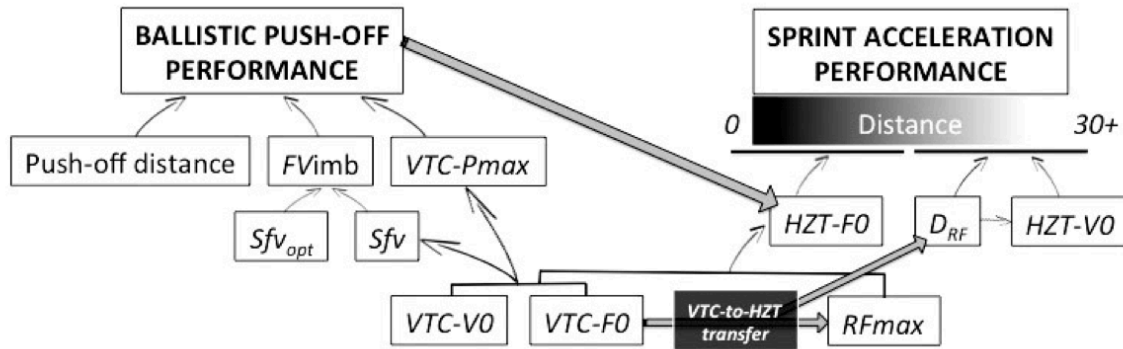 BALLISTIC PUSH-OFF
PERFORMANCE
SPRINT ACCELERATION
PERFORMANCE
0
Distance
30+
Push-off distance
FVimb
VTC-Pmax
Sfvopt
Sfv
HZT-F0
DRF
HZT-V0
VTC-V0
VTC-F0
VTC-to-HZT
transfer
RFmax